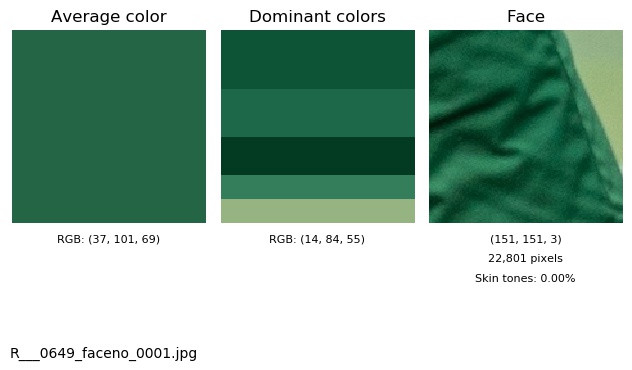 Average color
Dominant colors
Face
RGB: (37, 101, 69)
RGB: (14, 84, 55)
(151, 151, 3)
22,801 pixels
Skin tones: 0.00%
R___0649_faceno_0001.jpg